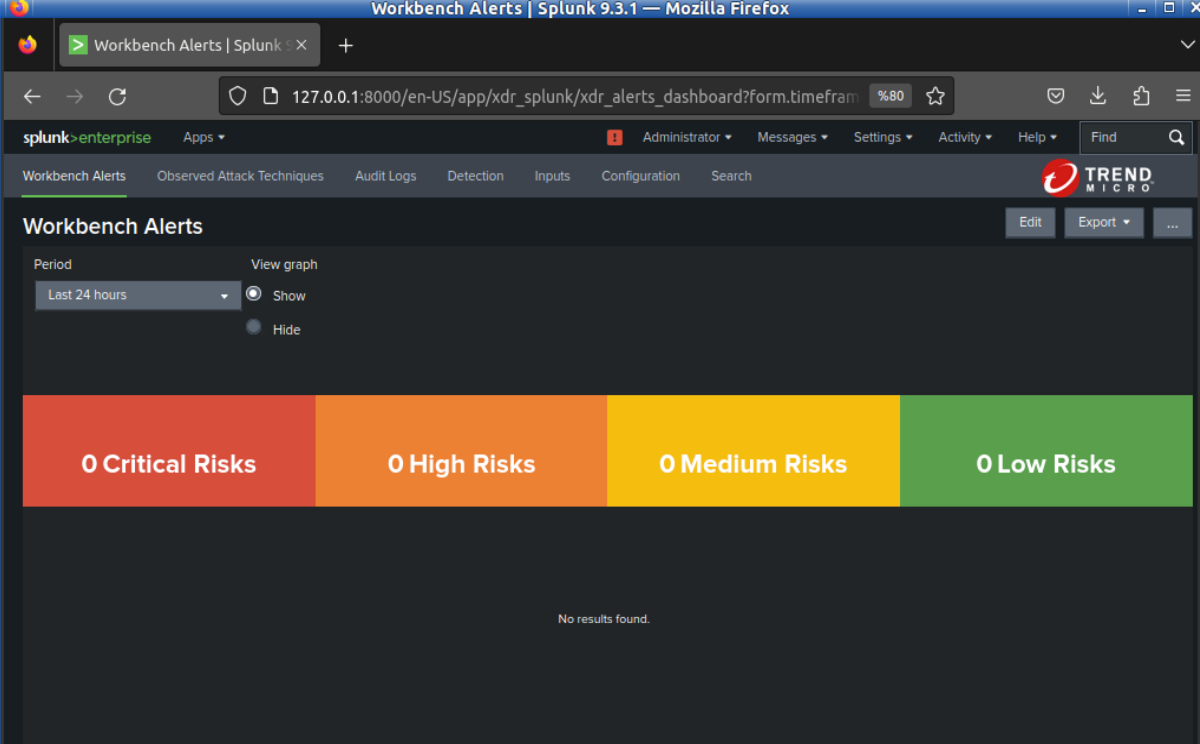 Workbench Alerts | Splunk 9.3.1 — Mozilla Firefox
Workbench Alerts | Splunk 9
127.0.0.1:8000/en-US/app/xdr_splunk/xdr_alerts_dashboard?form.timefram %80
splunk>enterprise Apps Administrator Messages Settings Activity Help Find
Workbench Alerts Observed Attack Techniques Audit Logs Detection Inputs Configuration Search TREND MICRO
Workbench Alerts Edit Export ...
Period View graph
Last 24 hours Show
Hide
0 Critical Risks 0 High Risks 0 Medium Risks 0 Low Risks
No results found.